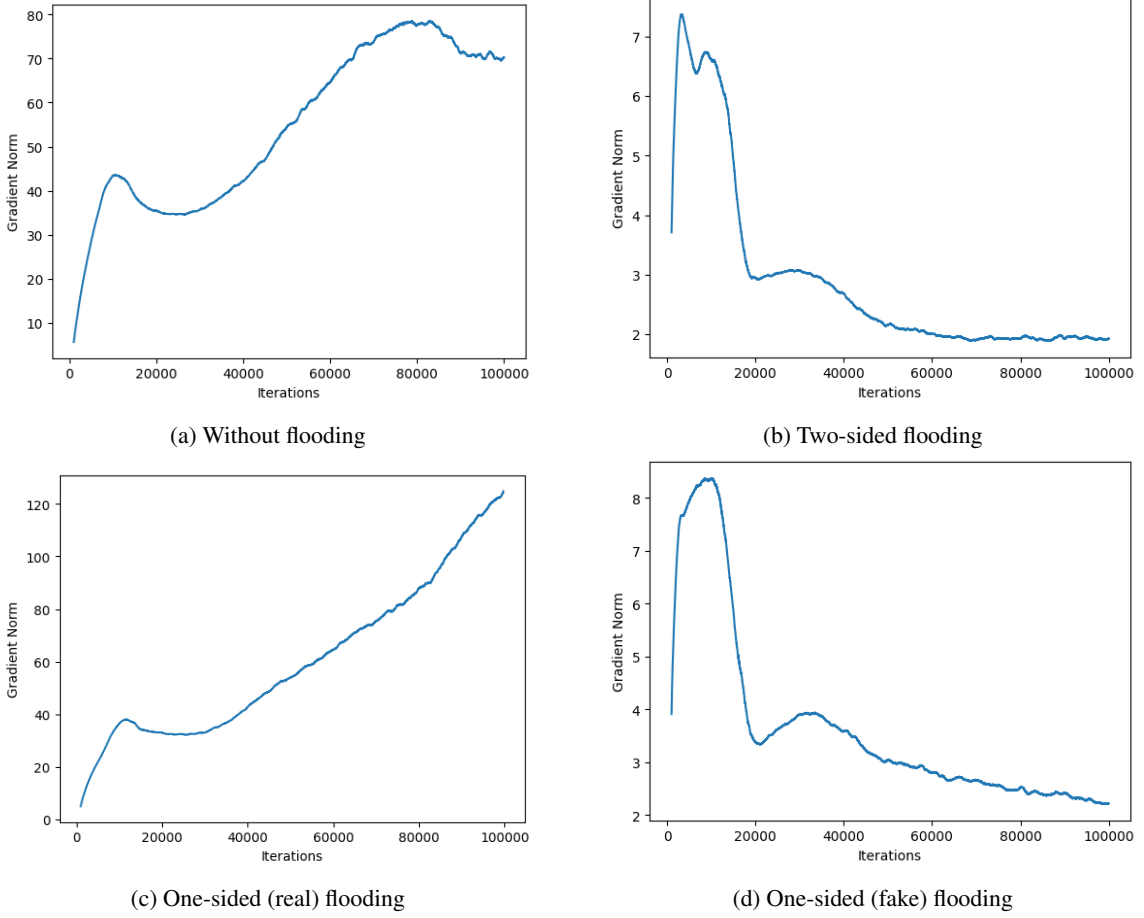 80
70
60
50
40
30
20
10
Gradient Norm
0 20000 40000 60000 80000 100000
Iterations
(a) Without flooding
7
6
5
4
3
2
Gradient Norm
0 20000 40000 60000 80000 100000
Iterations
(b) Two-sided flooding
120
100
80
60
40
20
0
Gradient Norm
0 20000 40000 60000 80000 100000
Iterations
(c) One-sided (real) flooding
8
7
6
5
4
3
2
Gradient Norm
0 20000 40000 60000 80000 100000
Iterations
(d) One-sided (fake) flooding